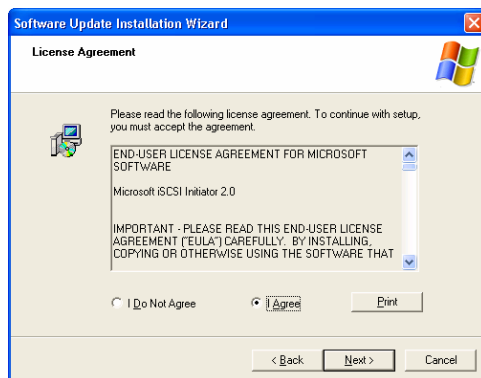 Software Update Installation Wizard
License Agreement
Please read the following license agreement. To continue with setup,
you must accept the agreement.
END-USER LICENSE AGREEMENT FOR MICROSOFT
SOFTWARE
Microsoft iSCSI Initiator 2.0
IMPORTANT - PLEASE READ THIS END-USER LICENSE
AGREEMENT ("EULA") CAREFULLY. BY INSTALLING,
COPYING OR OTHERWISE USING THE SOFTWARE THAT
I Do Not Agree
I Agree
Print
< Back
Next >
Cancel